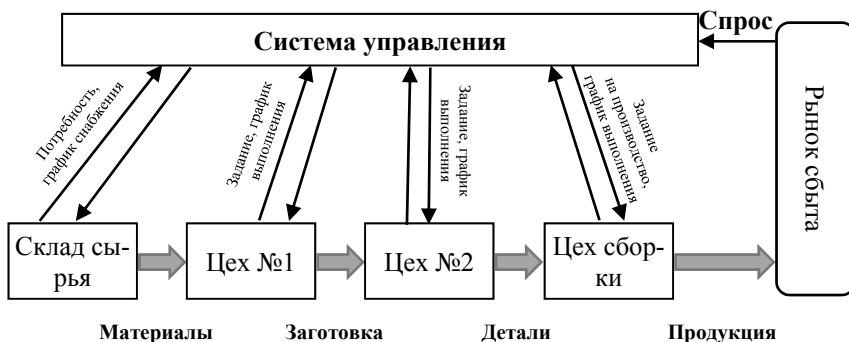 Спрос
Система управления
Потребность,
график снабжения
Задание, график
выполнения
Задание, график
выполнения
Задание
на производство,
график выполнения
Рынок сбыта
Склад сы-
рья
Цех №1
Цех №2
Цех сбор-
ки
Материалы
Заготовка
Детали
Продукция